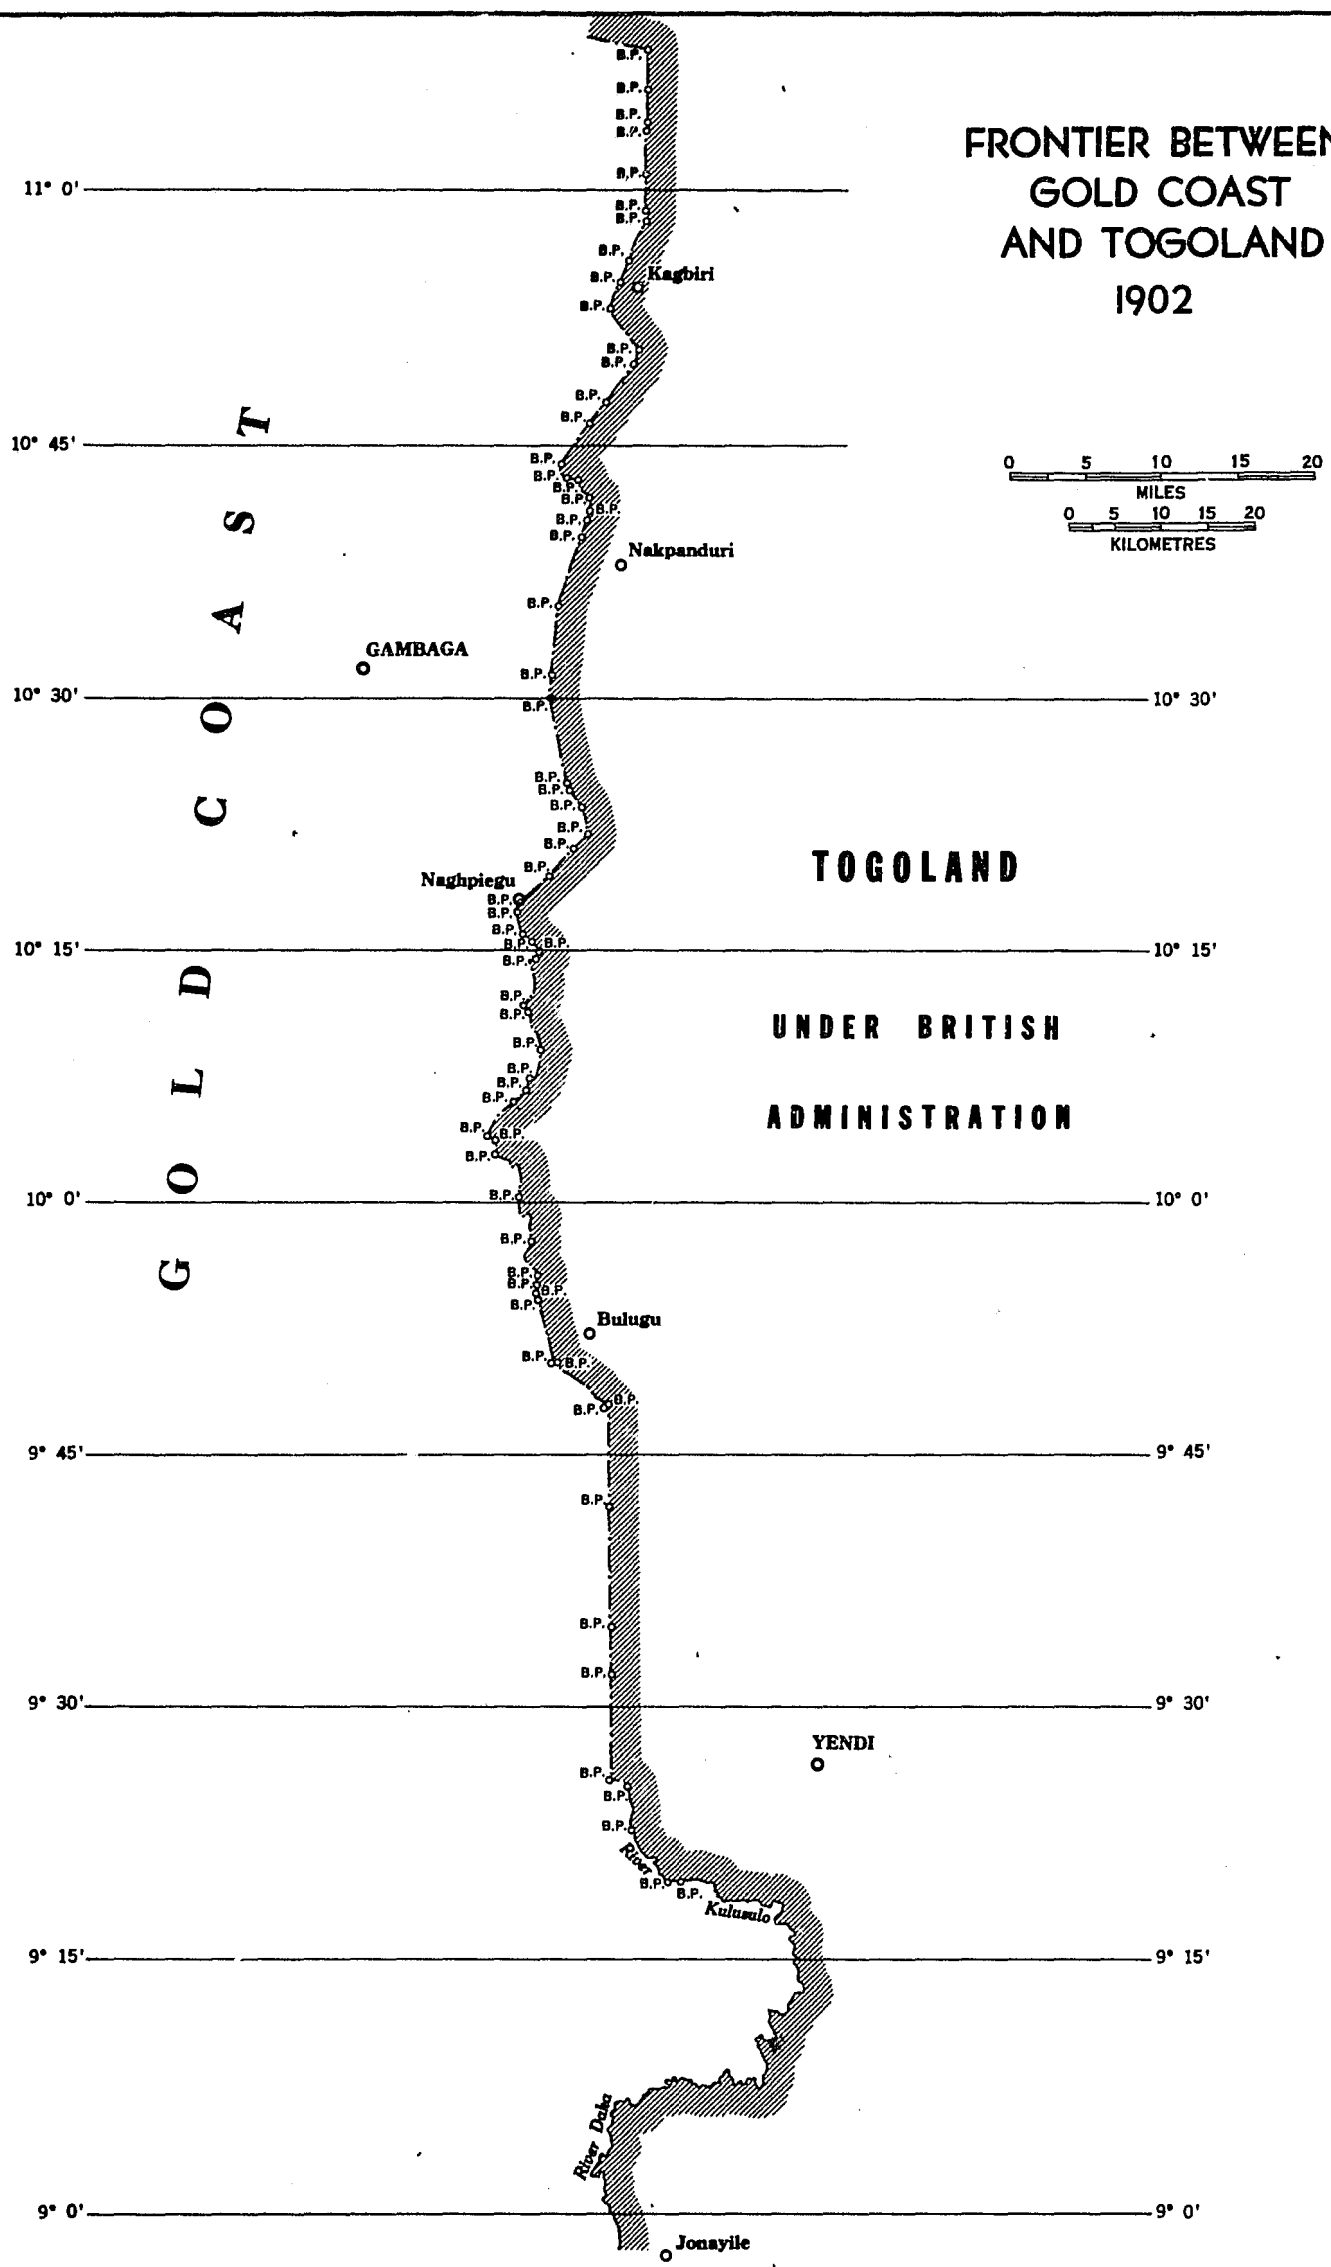 FRONTIER BETWEEN
GOLD COAST
AND TOGOLAND
1902
B.P.
B.P.
B.P.
B.P.
B.P.
11° 0'
B.P.
B.P.
B.P.
Kagbiri
B.P.
B.P.
B.P.
B.P.
B.P.
B.P.
10° 45'
0 5 10 15 20
MILES
0 5 10 15 20
KILOMETRES
B.P.
B.P.
B.P.
B.P.
B.P.
B.P.
B.P.
Nakpanduri
B.P.
GAMBAGA
B.P.
10° 30' 10° 30'
B.P.
GOLD COAST
B.P.
B.P.
B.P.
B.P.
B.P.
TOGOLAND
Naghpiegu
B.P.
B.P.
B.P. B.P.
10° 15' 10° 15'
B.P.
B.P.
B.P.
UNDER BRITISH
B.P.
B.P.
B.P.
B.P.
ADMINISTRATION
B.P. B.P.
B.P.
B.P.
10° 0' 10° 0'
B.P.
B.P.
B.P. B.P.
B.P.
Bulugu
B.P. B.P.
B.P.
B.P.
9° 45' 9° 45'
B.P.
B.P.
B.P.
9° 30' 9° 30'
YENDI
B.P.
B.P.
B.P.
River
B.P. B.P.
Kulusulo
9° 15' 9° 15'
River Daka
9° 0' 9° 0'
Jonayile